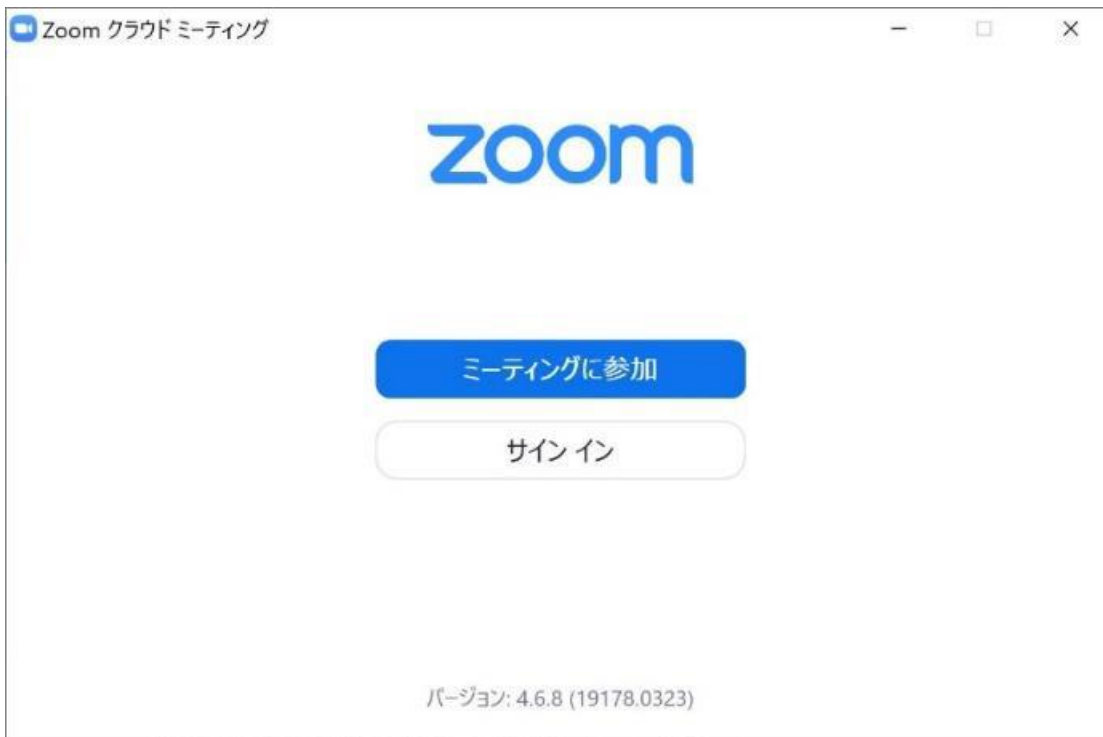 Zoom クラウド ミーティング
zoom
ミーティングに参加
サイン イン
バージョン: 4.6.8 (19178.0323)